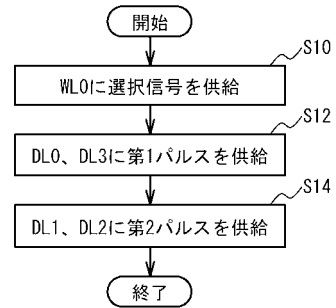 開始
S10
WL0に選択信号を供給
S12
DL0、DL3に第1パルスを供給
S14
DL1、DL2に第2パルスを供給
終了